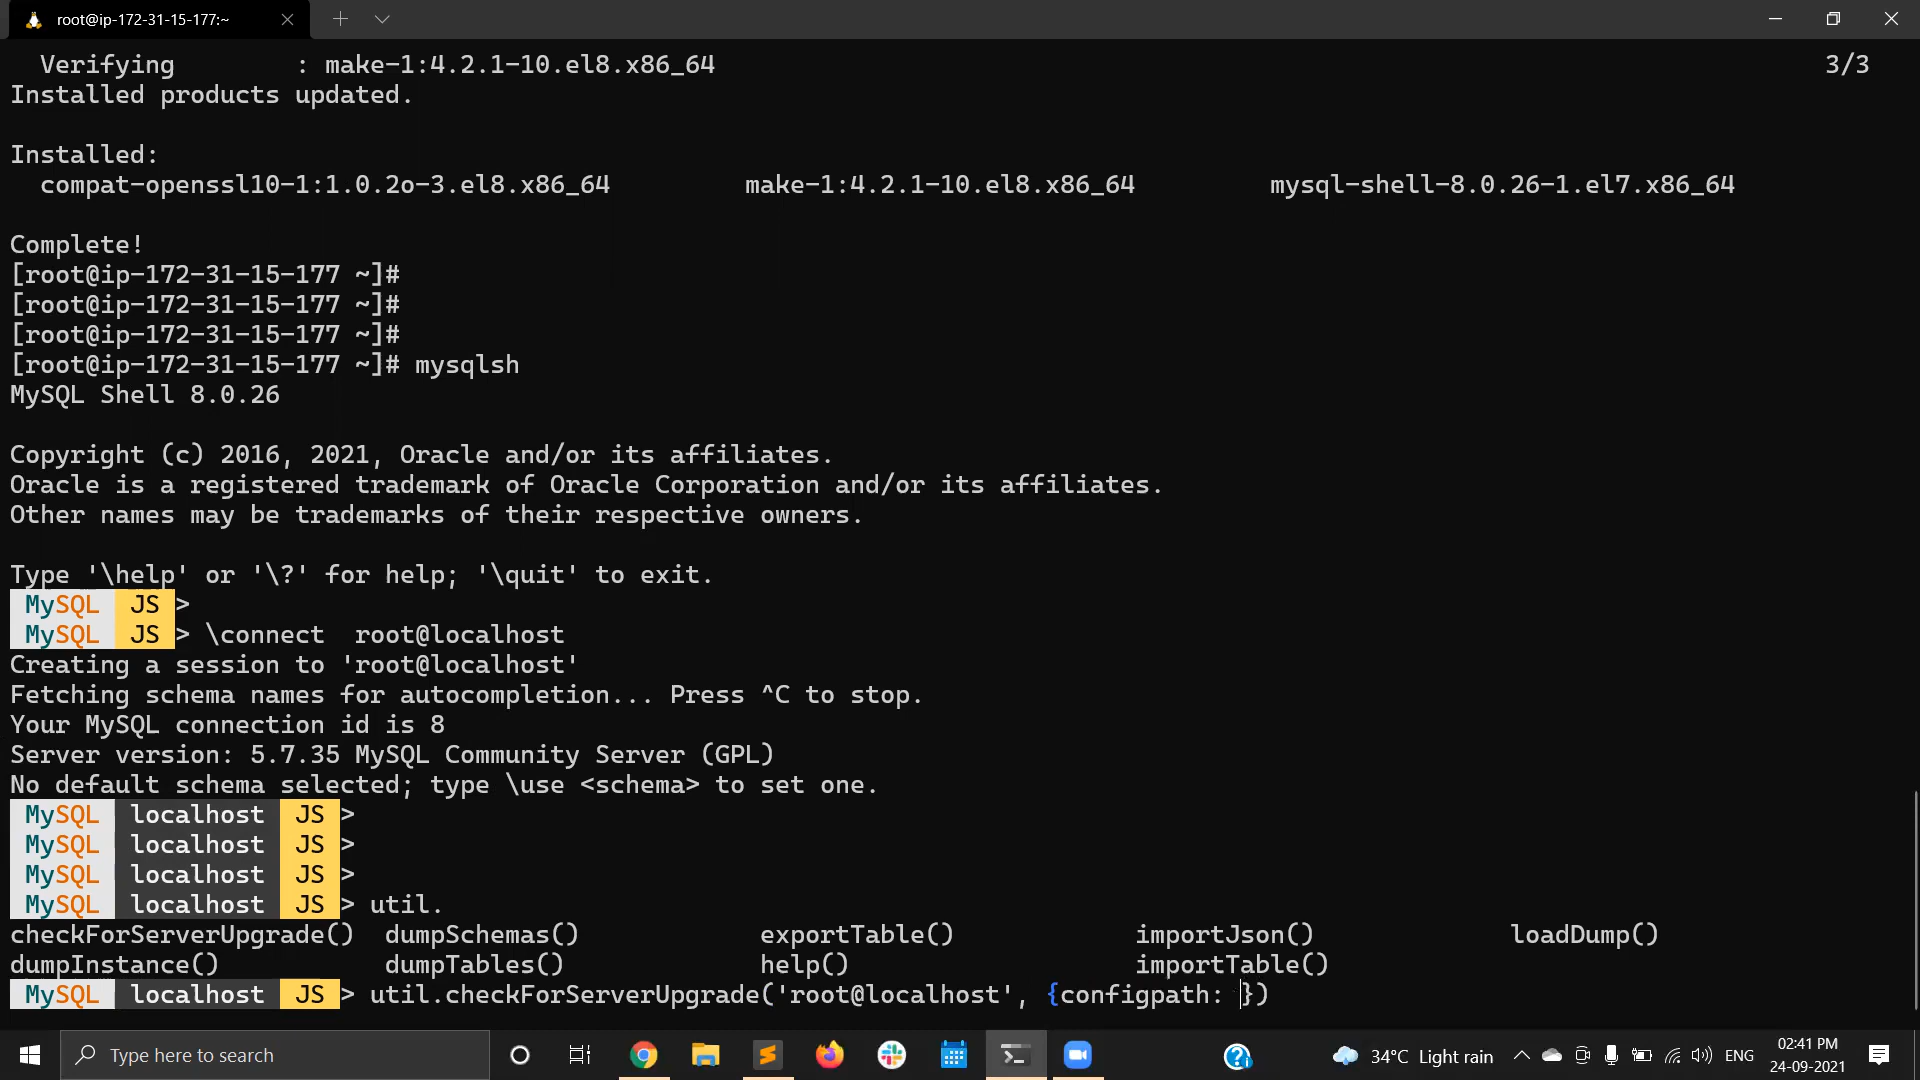 root@ip-172-31-15-177:~
  Verifying        : make-1:4.2.1-10.el8.x86_64                                                                          3/3
Installed products updated.
Installed:
  compat-openssl10-1:1.0.2o-3.el8.x86_64         make-1:4.2.1-10.el8.x86_64         mysql-shell-8.0.26-1.el7.x86_64
Complete!
[root@ip-172-31-15-177 ~]#
[root@ip-172-31-15-177 ~]#
[root@ip-172-31-15-177 ~]#
[root@ip-172-31-15-177 ~]# mysqlsh
MySQL Shell 8.0.26
Copyright (c) 2016, 2021, Oracle and/or its affiliates.
Oracle is a registered trademark of Oracle Corporation and/or its affiliates.
Other names may be trademarks of their respective owners.
Type '\help' or '\?' for help; '\quit' to exit.
MySQL JS >
MySQL JS > \connect  root@localhost
Creating a session to 'root@localhost'
Fetching schema names for autocompletion... Press ^C to stop.
Your MySQL connection id is 8
Server version: 5.7.35 MySQL Community Server (GPL)
No default schema selected; type \use <schema> to set one.
MySQL localhost JS >
MySQL localhost JS >
MySQL localhost JS >
MySQL localhost JS > util.
checkForServerUpgrade()  dumpSchemas()            exportTable()            importJson()             loadDump()
dumpInstance()           dumpTables()             help()                   importTable()
MySQL localhost JS > util.checkForServerUpgrade('root@localhost', {configpath: })
Type here to search
34°C Light rain
ENG
02:41 PM
24-09-2021